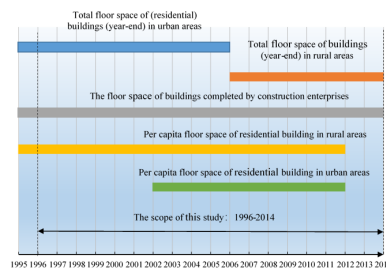 Total floor space of (residential)
buildings (year-end) in urban areas
Total floor space of buildings
(year-end) in rural areas
The floor space of buildings completed by construction enterprises
Per capita floor space of residential building in rural areas
Per capita floor space of residential building in urban areas
The scope of this study: 1996-2014
1995 1996 1997 1998 1999 2000 2001 2002 2003 2004 2005 2006 2007 2008 2009 2010 2011 2012 2013